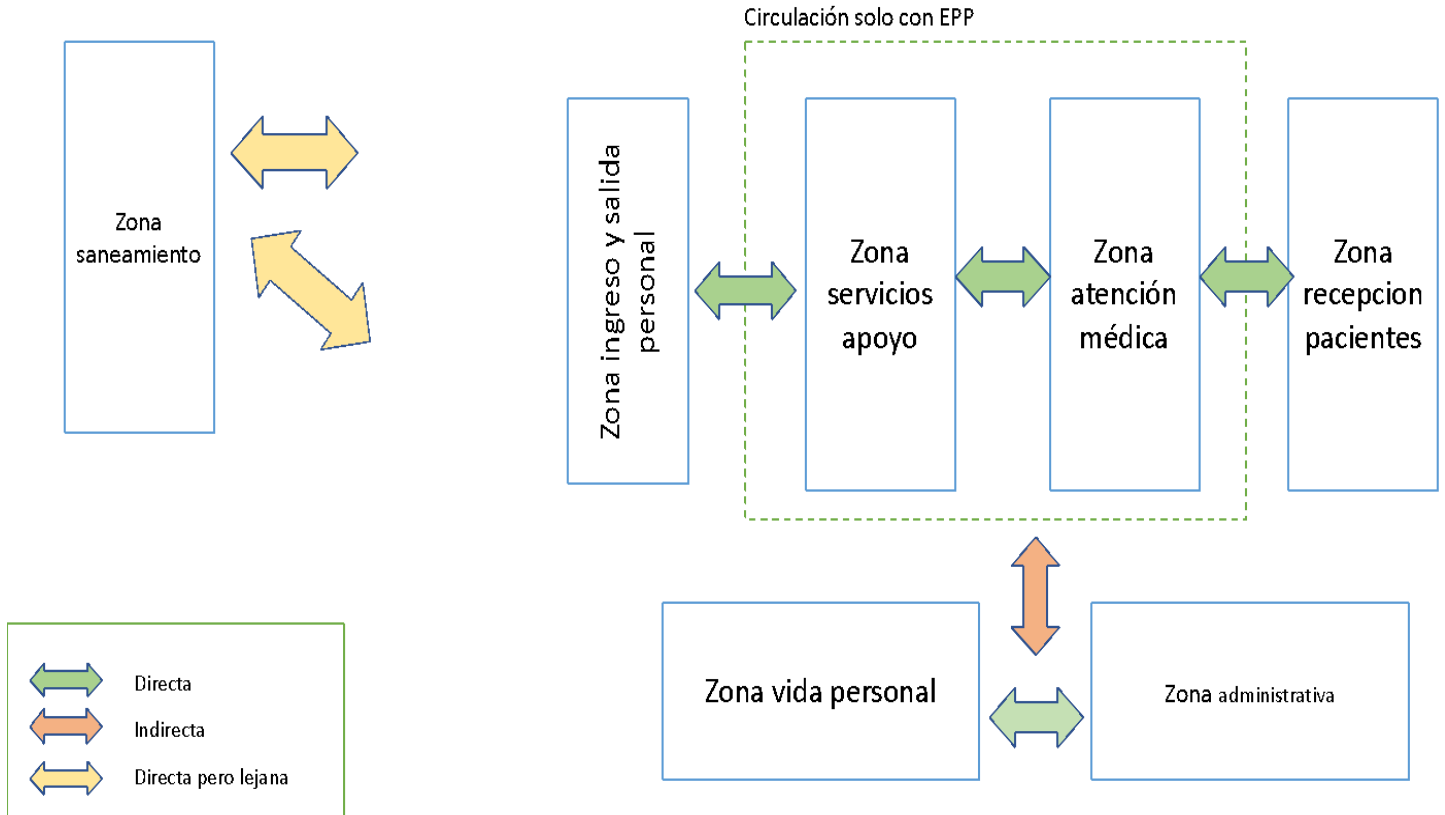 Circulación solo con EPP
Zona
saneamiento
Zona ingreso y salida
personal
Zona
servicios
apoyo
Zona
atención
médica
Zona
recepcion
pacientes
Zona vida personal
Zona administrativa
Directa
Indirecta
Directa pero lejana